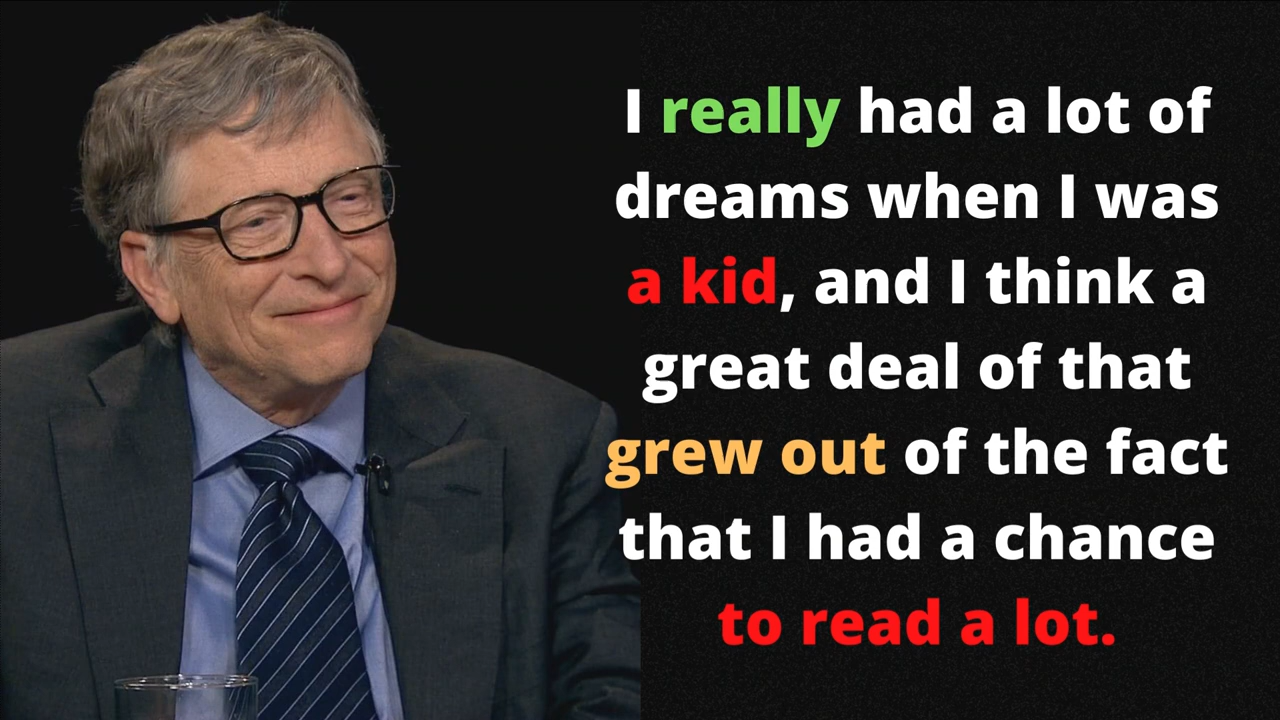 I really had a lot of
dreams when I was
a kid, and I think a
great deal of that
grew out of the fact
that I had a chance
to read a lot.